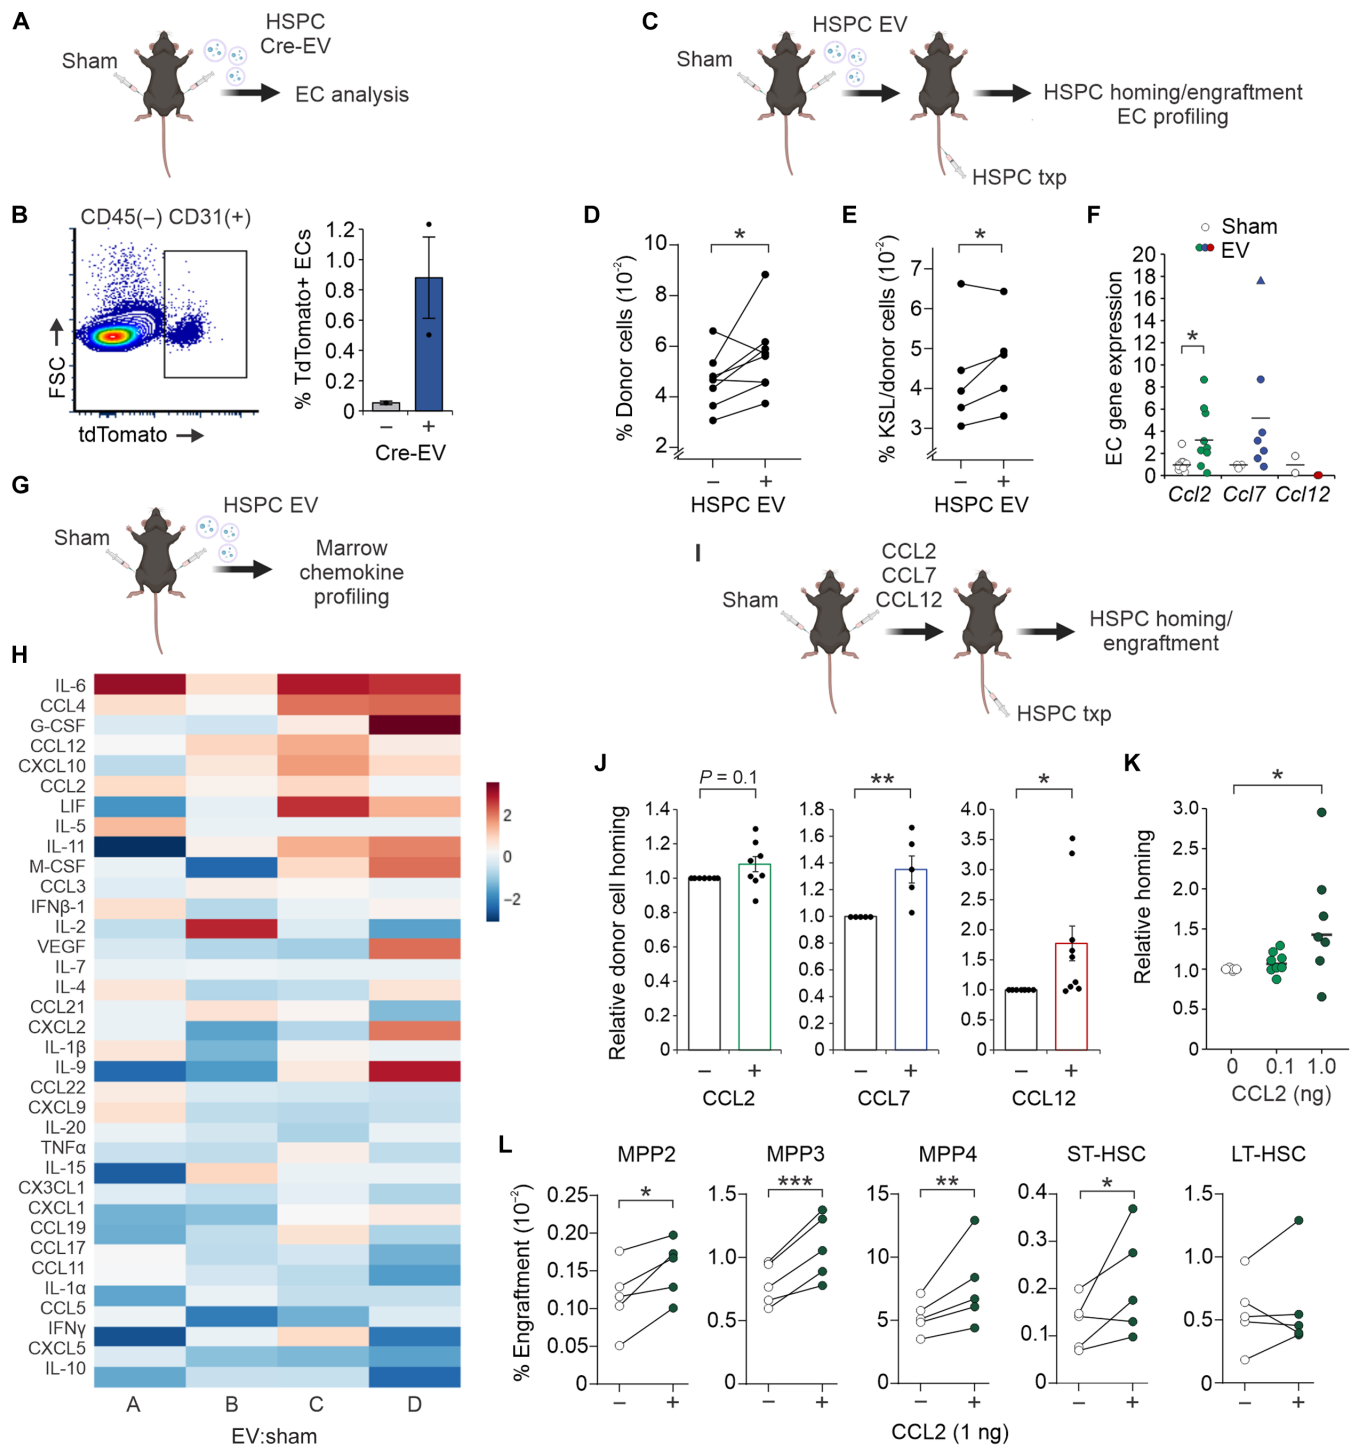 A
HSPC
Cre-EV
Sham
EC analysis
C
HSPC EV
Sham
HSPC homing/engraftment
EC profiling
HSPC txp
B
CD45(–) CD31(+)
FSC
tdTomato
% TdTomato+ ECs
1.2
1.0
0.8
0.6
0.4
0.2
0
– +
Cre-EV
D
% Donor cells (10⁻²)
10
8
6
4
2
*
– +
HSPC EV
E
% KSL/donor cells (10⁻²)
7
6
5
4
3
*
– +
HSPC EV
F
Sham
EV
EC gene expression
20
18
16
14
12
10
8
6
4
2
0
*
Ccl2 Ccl7 Ccl12
G
HSPC EV
Sham
Marrow
chemokine
profiling
H
IL-6
CCL4
G-CSF
CCL12
CXCL10
CCL2
LIF
IL-5
IL-11
M-CSF
CCL3
IFNβ-1
IL-2
VEGF
IL-7
IL-4
CCL21
CXCL2
IL-1β
IL-9
CCL22
CXCL9
IL-20
TNFα
IL-15
CX3CL1
CXCL1
CCL19
CCL17
CCL11
IL-1α
CCL5
IFNγ
CXCL5
IL-10
A B C D
EV:sham
2
0
−2
I
CCL2
CCL7
CCL12
Sham
HSPC homing/
engraftment
HSPC txp
J
Relative donor cell homing
P = 0.1
1.4
1.2
1.0
0.8
0.6
0.4
0.2
0
– +
CCL2
**
1.8
1.6
1.4
1.2
1.0
0.8
0.6
0.4
0.2
0
– +
CCL7
*
4.0
3.5
3.0
2.5
2.0
1.5
1.0
0.5
0
– +
CCL12
K
Relative homing
*
3.0
2.5
2.0
1.5
1.0
0.5
0
0 0.1 1.0
CCL2 (ng)
L
% Engraftment (10⁻²)
MPP2
*
0.25
0.20
0.15
0.10
0.05
0
– +
MPP3
***
1.5
1.0
0.5
0
– +
MPP4
**
15
10
5
0
– +
ST-HSC
*
0.4
0.3
0.2
0.1
0
– +
LT-HSC
1.5
1.0
0.5
0
– +
CCL2 (1 ng)